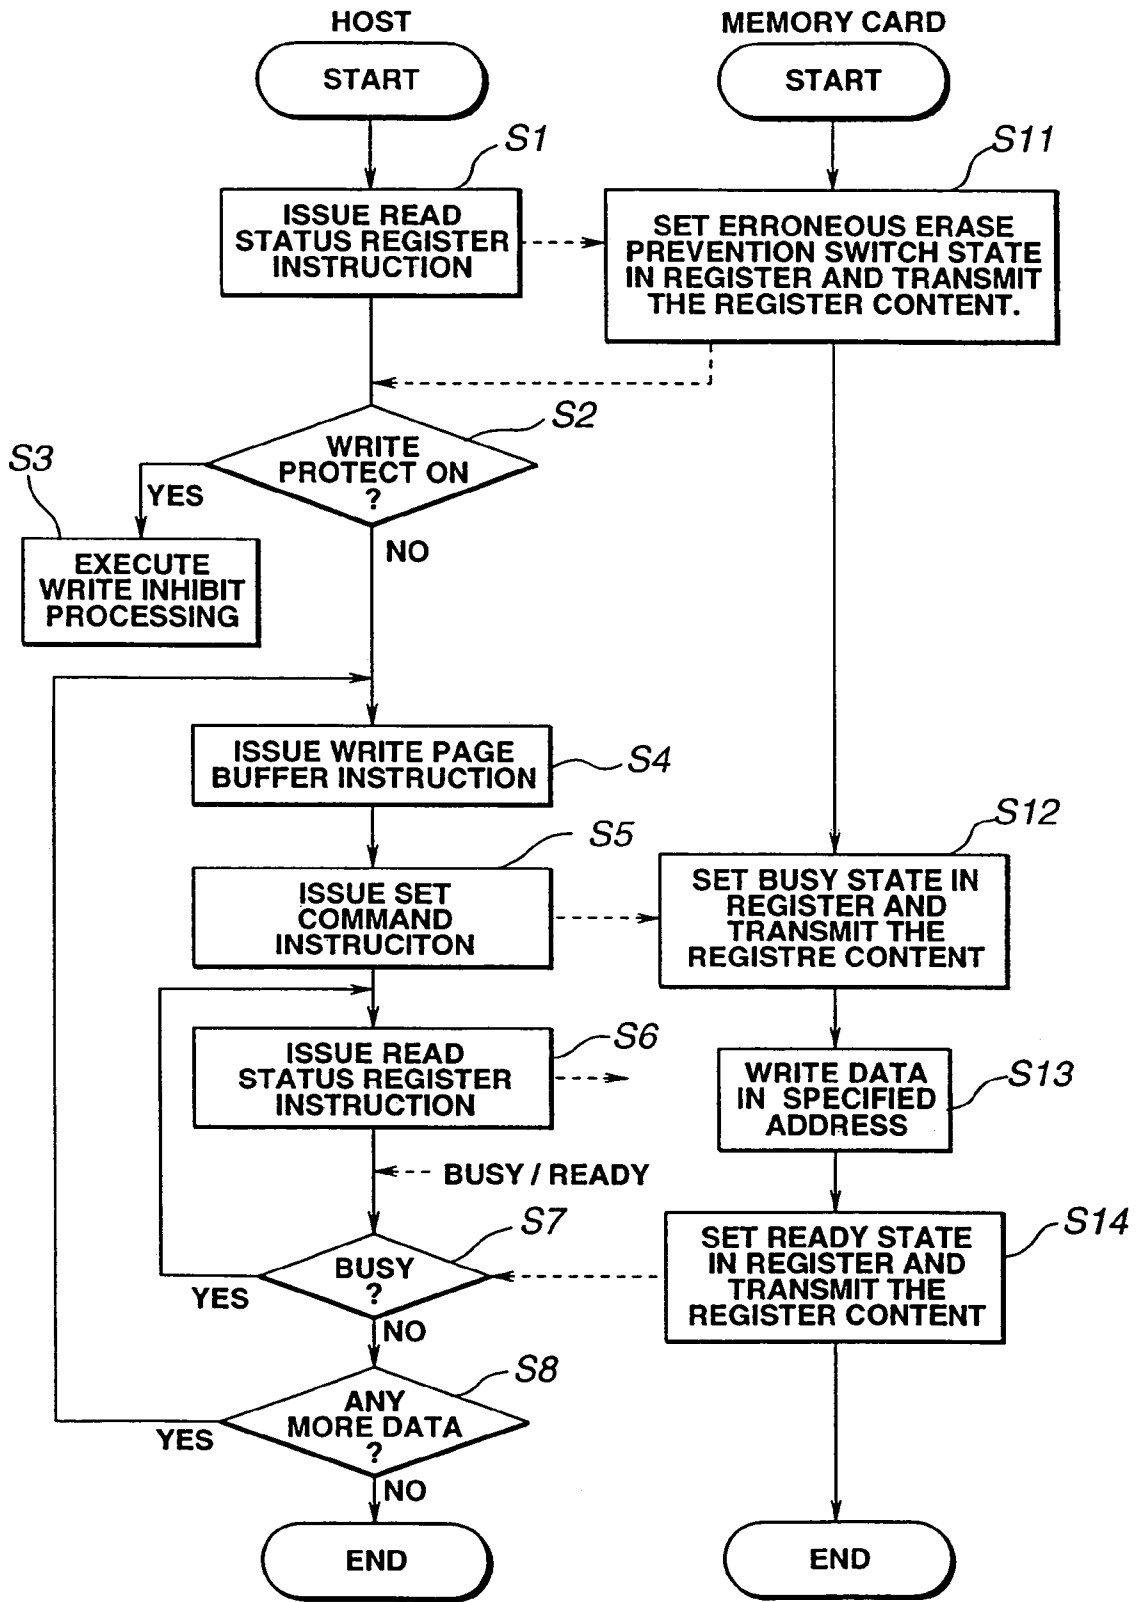 HOST
MEMORY CARD
START
START
S1
S11
ISSUE READ
STATUS REGISTER
INSTRUCTION
SET ERRONEOUS ERASE
PREVENTION SWITCH STATE
IN REGISTER AND TRANSMIT
THE REGISTER CONTENT.
S2
WRITE
PROTECT ON
?
S3
YES
NO
EXECUTE
WRITE INHIBIT
PROCESSING
ISSUE WRITE PAGE
BUFFER INSTRUCTION
S4
S5
S12
ISSUE SET
COMMAND
INSTRUCITON
SET BUSY STATE IN
REGISTER AND
TRANSMIT THE
REGISTRE CONTENT
S6
ISSUE READ
STATUS REGISTER
INSTRUCTION
S13
WRITE DATA
IN SPECIFIED
ADDRESS
BUSY / READY
S7
S14
BUSY
?
YES
NO
SET READY STATE
IN REGISTER AND
TRANSMIT THE
REGISTER CONTENT
S8
ANY
MORE DATA
?
YES
NO
END
END